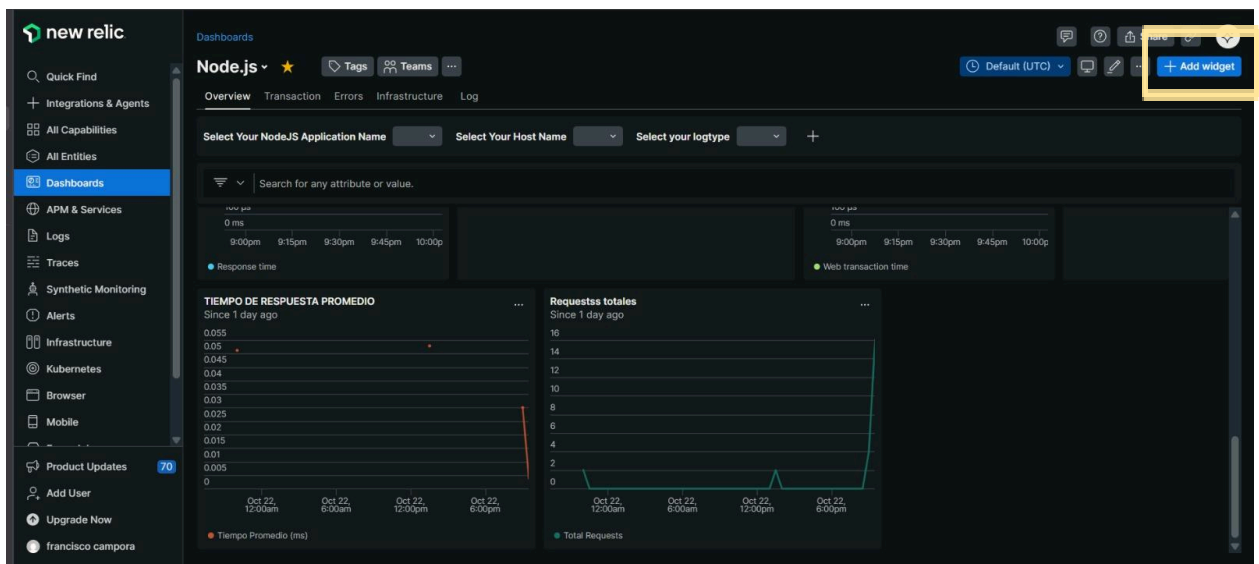 new relic
Quick Find
Integrations & Agents
All Capabilities
All Entities
Dashboards
APM & Services
Logs
Traces
Synthetic Monitoring
Alerts
Infrastructure
Kubernetes
Browser
Mobile
Product Updates 70
Add User
Upgrade Now
francisco campora
Dashboards
Share
Node.js
Tags Teams ...
Default (UTC) ... + Add widget
Overview Transaction Errors Infrastructure Log
Select Your NodeJS Application Name Select Your Host Name Select your logtype +
Search for any attribute or value.
100 µs
0 ms
9:00pm 9:15pm 9:30pm 9:45pm 10:00p
Response time
100 µs
0 ms
9:00pm 9:15pm 9:30pm 9:45pm 10:00p
Web transaction time
TIEMPO DE RESPUESTA PROMEDIO ...
Since 1 day ago
0.055
0.05
0.045
0.04
0.035
0.03
0.025
0.02
0.015
0.01
0.005
0
Oct 22, Oct 22, Oct 22, Oct 22,
12:00am 6:00am 12:00pm 6:00pm
Tiempo Promedio (ms)
Requestss totales ...
Since 1 day ago
16
14
12
10
8
6
4
2
0
Oct 22, Oct 22, Oct 22, Oct 22,
12:00am 6:00am 12:00pm 6:00pm
Total Requests